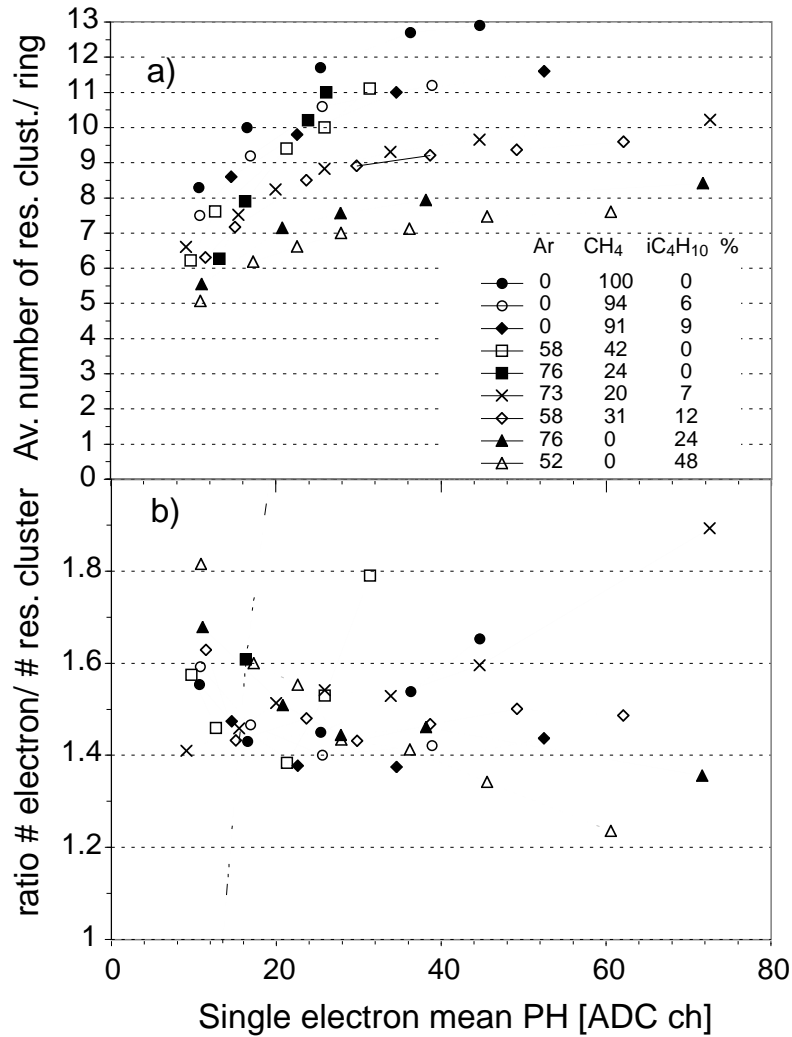 13
12
11
10
9
8
7
6
5
4
3
2
1
0
Av. number of res. clust./ ring
a)
Ar CH₄ iC₄H₁₀ %
0 100 0
0 94 6
0 91 9
58 42 0
76 24 0
73 20 7
58 31 12
76 0 24
52 0 48
b)
1.8
1.6
1.4
1.2
1
ratio # electron/ # res. cluster
0 20 40 60 80
Single electron mean PH [ADC ch]